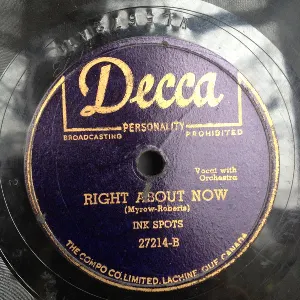 Decca
PERSONALITY
BROADCASTING PROHIBITED
Vocal with
Orchestra
RIGHT ABOUT NOW
(Myrow-Roberts)
INK SPOTS
27214-B
THE COMPO CO. LIMITED, LACHINE, QUE. CANADA